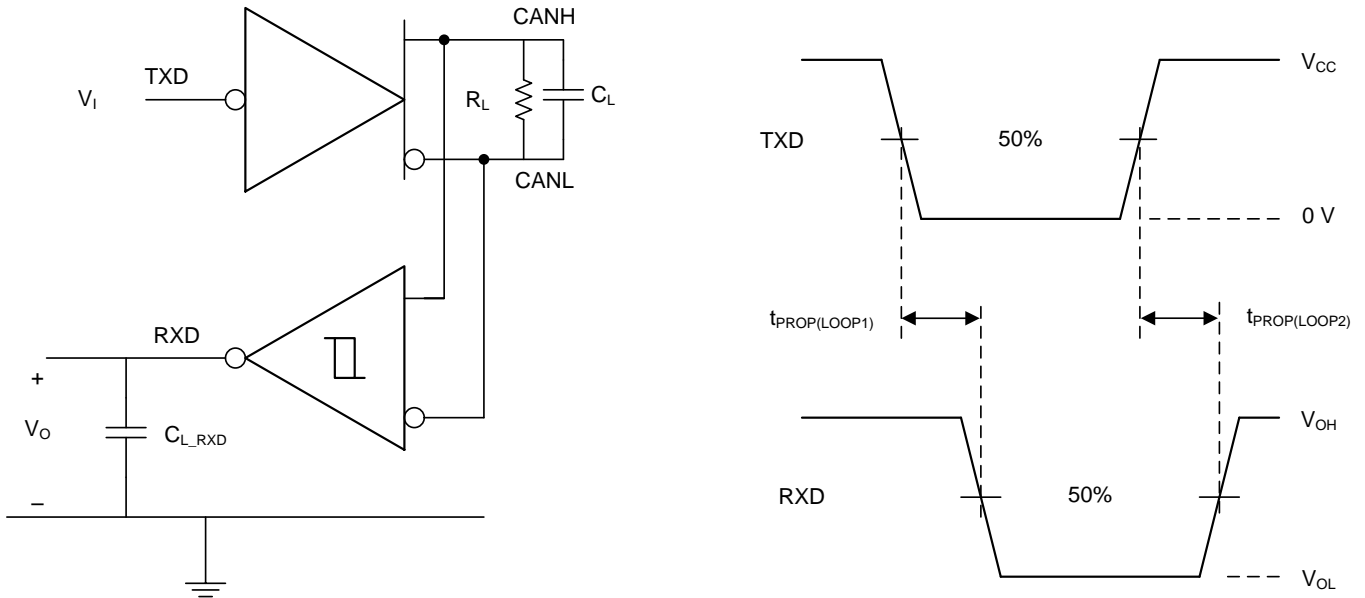 CANH
TXD
V_I
R_L
C_L
CANL
RXD
+
V_O
C_L_RXD
–
V_CC
TXD
50%
0 V
t_PROP(LOOP1)
t_PROP(LOOP2)
V_OH
RXD
50%
V_OL